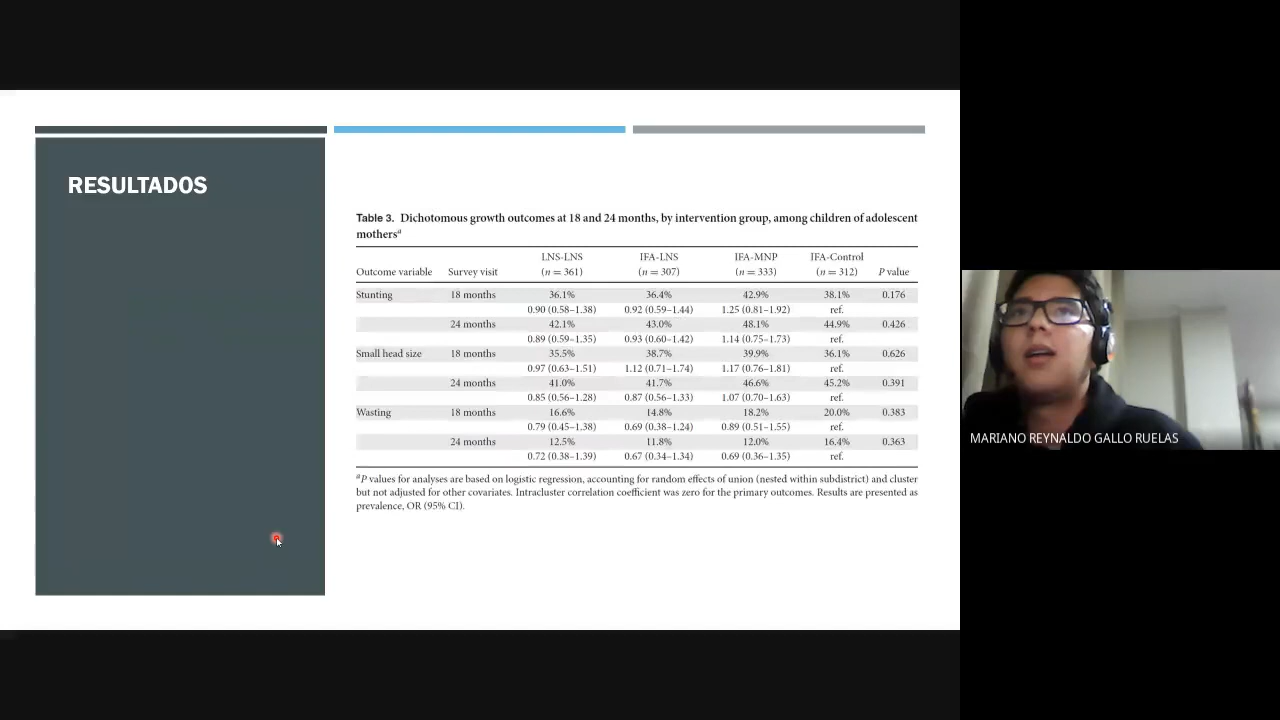 RESULTADOS
Table 3. Dichotomous growth outcomes at 18 and 24 months, by intervention group, among children of adolescent
mothersᵃ
LNS-LNS IFA-LNS IFA-MNP IFA-Control
Outcome variable Survey visit (n = 361) (n = 307) (n = 333) (n = 312) P value
Stunting 18 months 36.1% 36.4% 42.9% 38.1% 0.176
0.90 (0.58–1.38) 0.92 (0.59–1.44) 1.25 (0.81–1.92) ref.
24 months 42.1% 43.0% 48.1% 44.9% 0.426
0.89 (0.59–1.35) 0.93 (0.60–1.42) 1.14 (0.75–1.73) ref.
Small head size 18 months 35.5% 38.7% 39.9% 36.1% 0.626
0.97 (0.63–1.51) 1.12 (0.71–1.74) 1.17 (0.76–1.81) ref.
24 months 41.0% 41.7% 46.6% 45.2% 0.391
0.85 (0.56–1.28) 0.87 (0.56–1.33) 1.07 (0.70–1.63) ref.
Wasting 18 months 16.6% 14.8% 18.2% 20.0% 0.383
0.79 (0.45–1.38) 0.69 (0.38–1.24) 0.89 (0.51–1.55) ref.
24 months 12.5% 11.8% 12.0% 16.4% 0.363
0.72 (0.38–1.39) 0.67 (0.34–1.34) 0.69 (0.36–1.35) ref.
ᵃP values for analyses are based on logistic regression, accounting for random effects of union (nested within subdistrict) and cluster
but not adjusted for other covariates. Intracluster correlation coefficient was zero for the primary outcomes. Results are presented as
prevalence, OR (95% CI).
MARIANO REYNALDO GALLO RUELAS